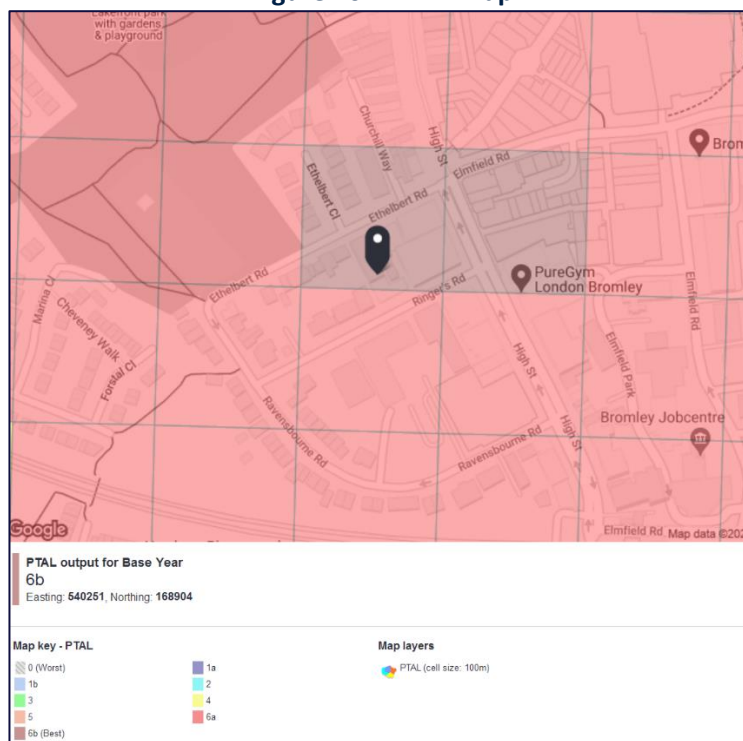 Lakefront park
with gardens
& playground
Churchill Way
High St
Elmfield Rd
Ethelbert Cl
Ethelbert Rd
Brom
PureGym
London Bromley
Ringer's Rd
Ethelbert Rd
Marina Cl
Cheveney Walk
Forstal Cl
Elmfield Rd
High St
Elmfield Park
Ravensbourne Rd
Bromley Jobcentre
High St
Ravensbourne Rd
Google
Elmfield Rd
Map data ©202
PTAL output for Base Year
6b
Easting: 540251, Northing: 168904
Map key - PTAL
Map layers
0 (Worst)
1a
PTAL (cell size: 100m)
1b
2
3
4
5
6a
6b (Best)